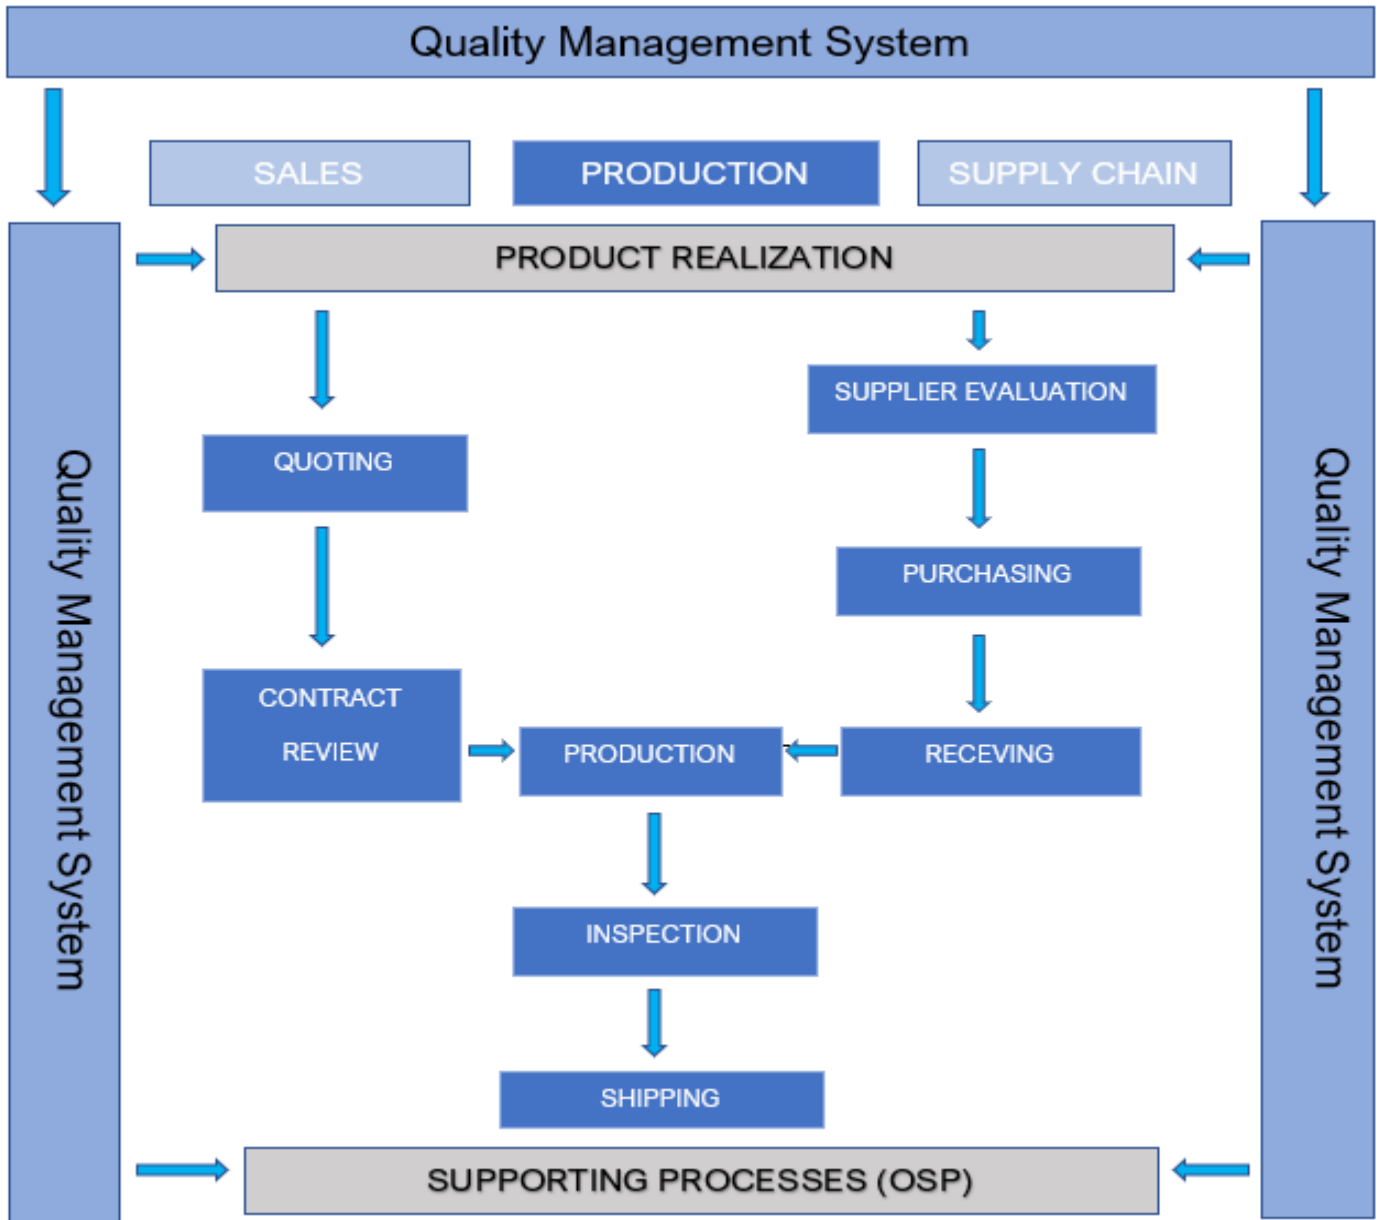 Quality Management System
SALES
PRODUCTION
SUPPLY CHAIN
PRODUCT REALIZATION
SUPPLIER EVALUATION
QUOTING
PURCHASING
CONTRACT
REVIEW
PRODUCTION
RECEVING
INSPECTION
SHIPPING
SUPPORTING PROCESSES (OSP)
Quality Management System
Quality Management System